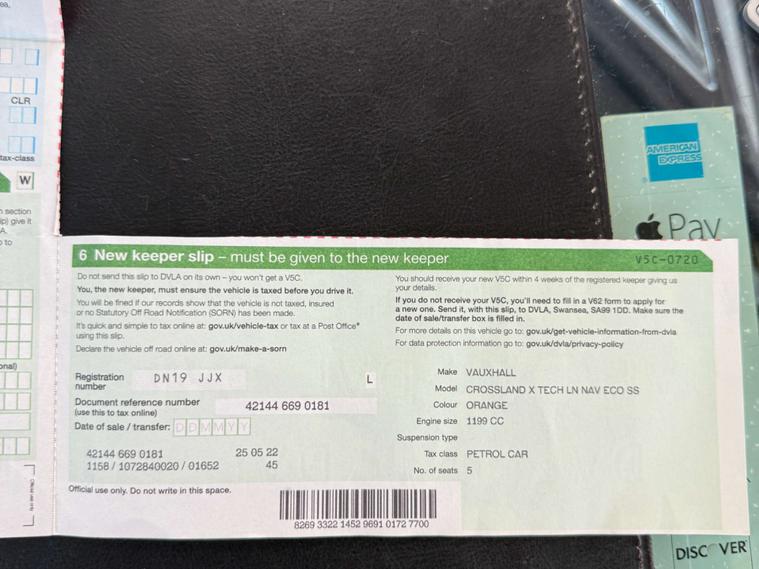 ea,
CLR
tax-class
W
n section
ip) give it
A.
o to
onal)
6 New keeper slip – must be given to the new keeper
V5C-0720
Do not send this slip to DVLA on its own – you won't get a V5C.
You, the new keeper, must ensure the vehicle is taxed before you drive it.
You will be fined if our records show that the vehicle is not taxed, insured
or no Statutory Off Road Notification (SORN) has been made.
It's quick and simple to tax online at: gov.uk/vehicle-tax or tax at a Post Office®
using this slip.
Declare the vehicle off road online at: gov.uk/make-a-sorn
You should receive your new V5C within 4 weeks of the registered keeper giving us
your details.
If you do not receive your V5C, you'll need to fill in a V62 form to apply for
a new one. Send it, with this slip, to DVLA, Swansea, SA99 1DD. Make sure the
date of sale/transfer box is filled in.
For more details on this vehicle go to: gov.uk/get-vehicle-information-from-dvla
For data protection information go to: gov.uk/dvla/privacy-policy
Registration
number
DN19 JJX
L
Document reference number
(use this to tax online)
42144 669 0181
Date of sale / transfer: D D M M Y Y
42144 669 0181 25 05 22
1158 / 1072840020 / 01652 45
Make VAUXHALL
Model CROSSLAND X TECH LN NAV ECO SS
Colour ORANGE
Engine size 1199 CC
Suspension type
Tax class PETROL CAR
No. of seats 5
Official use only. Do not write in this space.
8269 3322 1452 9691 0172 7700
AMERICAN
EXPRESS
Pay
DISCOVER